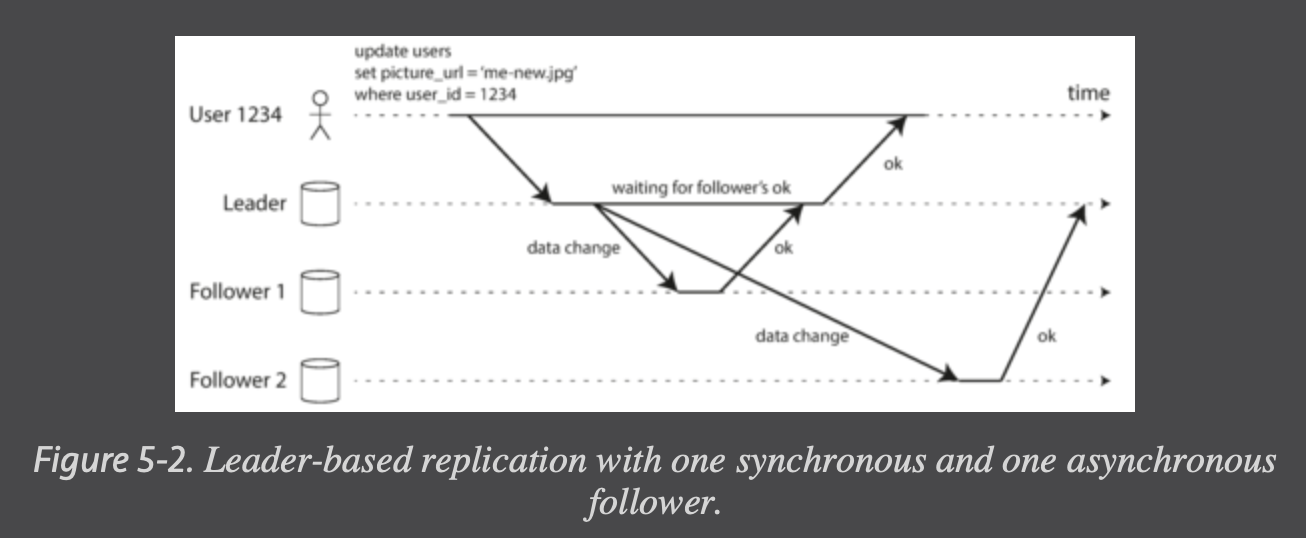 update users
set picture_url = 'me-new.jpg'
where user_id = 1234
time
User 1234
ok
waiting for follower's ok
Leader
data change
ok
Follower 1
data change
ok
Follower 2
Figure 5-2. Leader-based replication with one synchronous and one asynchronous
follower.